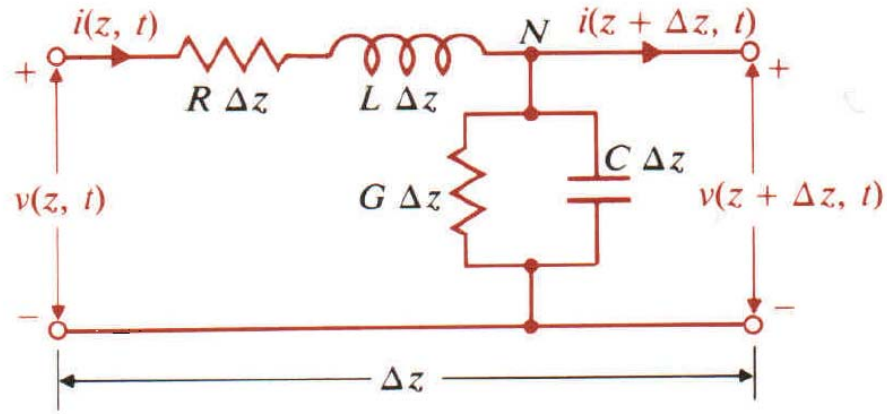 i(z, t) N i(z + Δz, t)
+ +
R Δz L Δz
G Δz C Δz
v(z, t) v(z + Δz, t)
− −
Δz